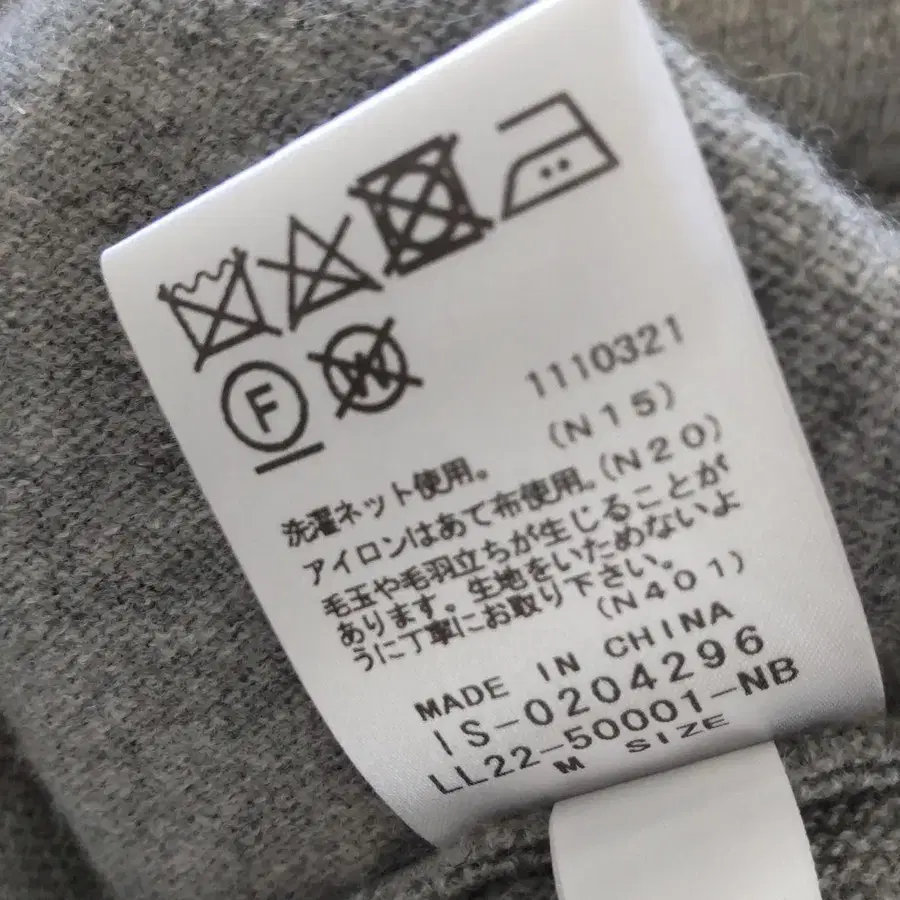 F
W
1110321
洗濯ネット使用。 (N15)
アイロンはあて布使用。(N20)
毛玉や毛羽立ちが生じることが
あります。生地をいためないよ
うに丁寧にお取り下さい。
(N401)
MADE IN CHINA
IS-0204296
LL22-50001-NB
M SIZE